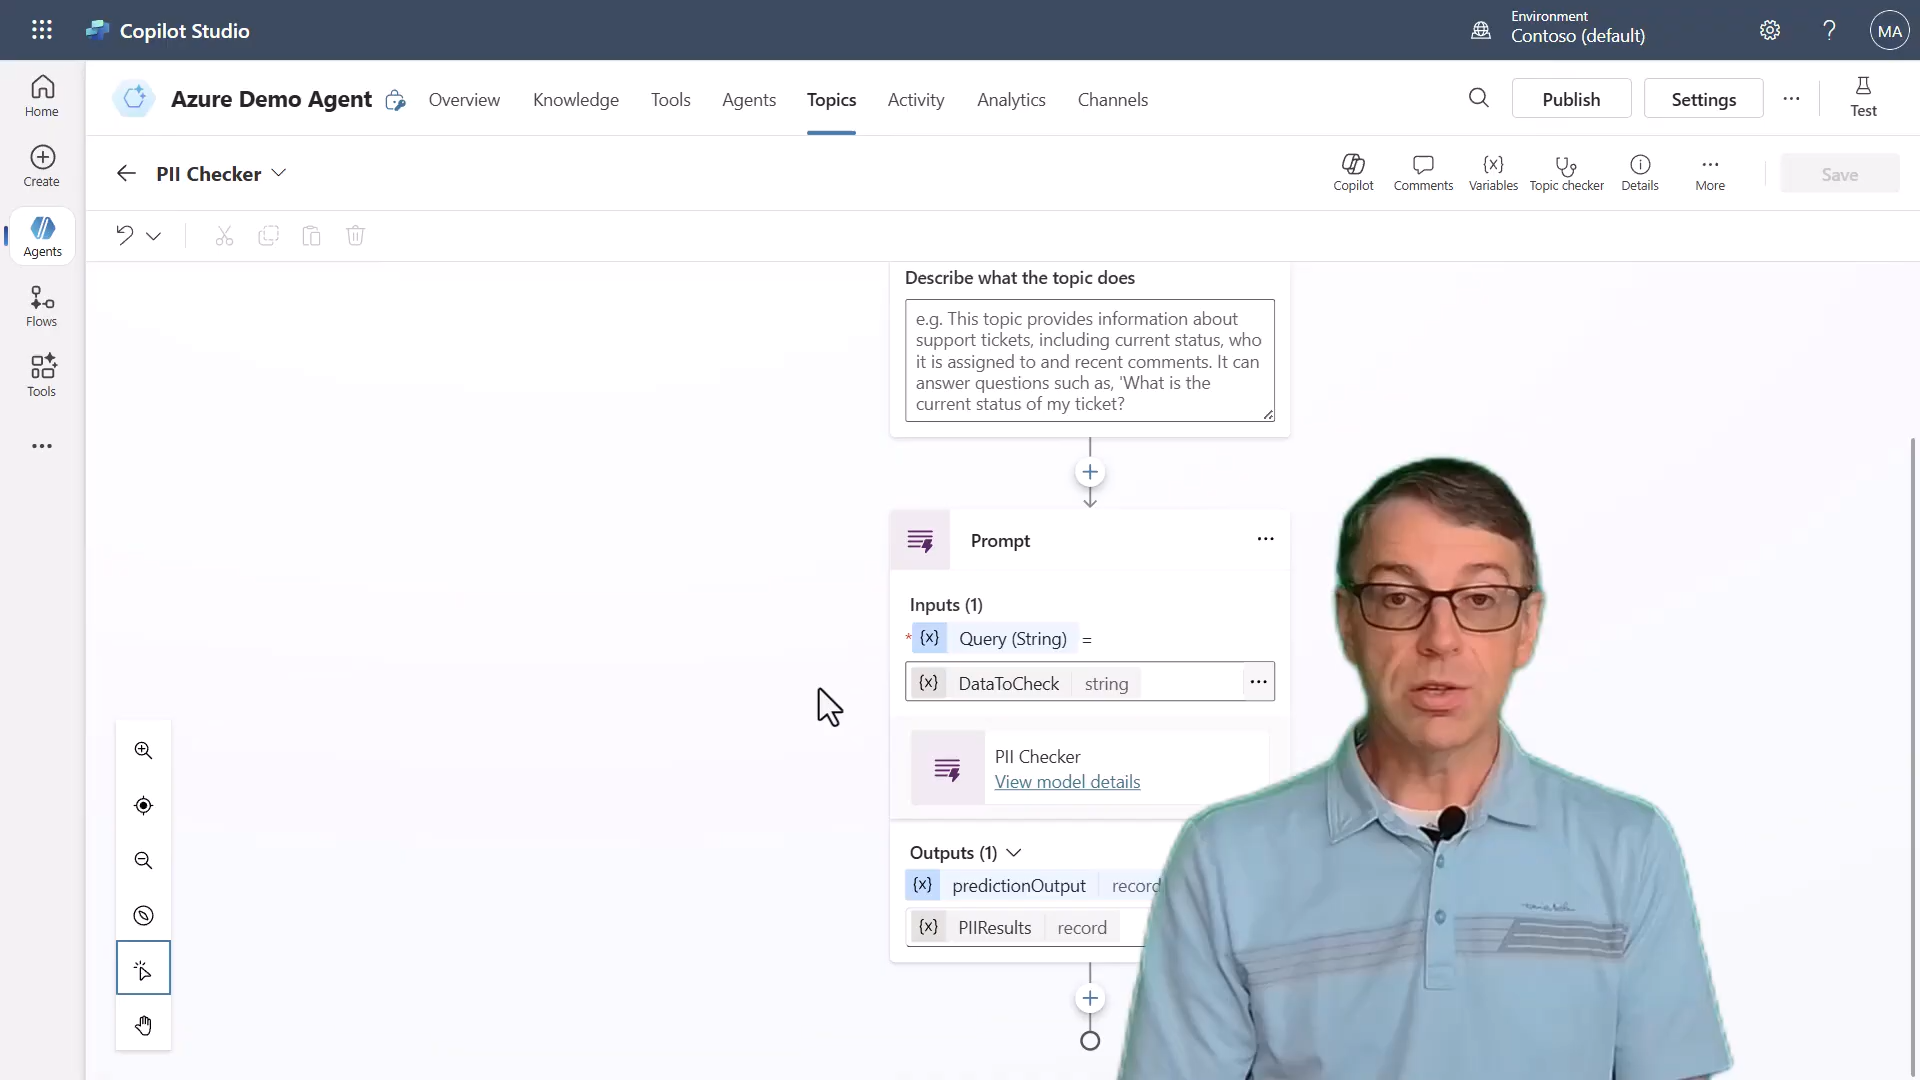 Copilot Studio
Environment
Contoso (default)
MA
Home
Create
Agents
Flows
Tools
Azure Demo Agent
Overview
Knowledge
Tools
Agents
Topics
Activity
Analytics
Channels
Publish
Settings
Test
PII Checker
Copilot
Comments
Variables
Topic checker
Details
More
Save
Describe what the topic does
e.g. This topic provides information about
support tickets, including current status, who
it is assigned to and recent comments. It can
answer questions such as, 'What is the
current status of my ticket?
Prompt
Inputs (1)
* {x} Query (String) =
{x} DataToCheck string
PII Checker
View model details
Outputs (1)
{x} predictionOutput record
{x} PIIResults record